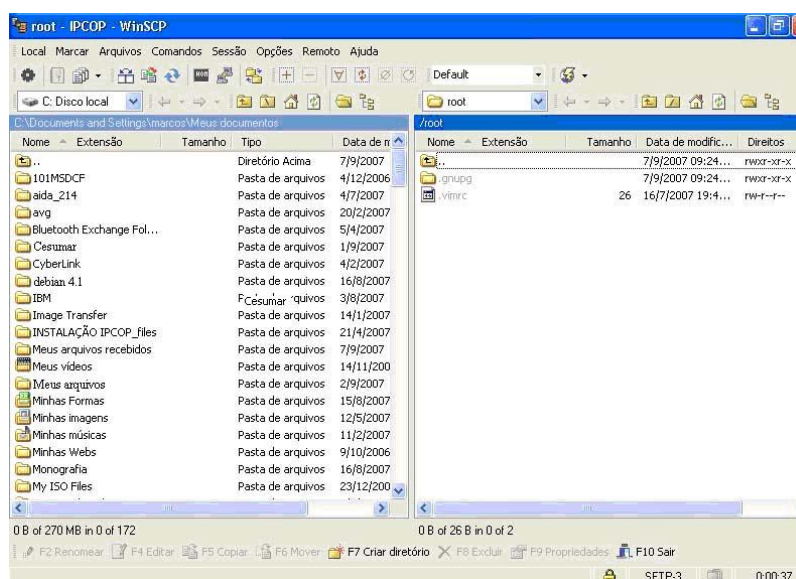 root - IPCOP - WinSCP
Local Marcar Arquivos Comandos Sessão Opções Remoto Ajuda
Default
C: Disco local root
C:\Documents and Settings\marcos\Meus documentos /root
Nome Extensão Tamanho Tipo Data de m Nome Extensão Tamanho Data de modific... Direitos
.. Diretório Acima 7/9/2007 .. 7/9/2007 09:24... rwxr-xr-x
101MSDCF Pasta de arquivos 4/12/2006 .gnupg 7/9/2007 09:24... rwxr-xr-x
aida_214 Pasta de arquivos 4/7/2007 .vimrc 26 16/7/2007 19:4... rw-r--r--
avg Pasta de arquivos 20/2/2007
Bluetooth Exchange Fol... Pasta de arquivos 5/4/2007
Cesumar Pasta de arquivos 1/9/2007
CyberLink Pasta de arquivos 4/2/2007
debian 4.1 Pasta de arquivos 16/8/2007
IBM Cesumar quivos 3/8/2007
Image Transfer Pasta de arquivos 14/1/2007
INSTALAÇÃO IPCOP_files Pasta de arquivos 21/4/2007
Meus arquivos recebidos Pasta de arquivos 7/9/2007
Meus vídeos Pasta de arquivos 14/11/200
Meus arquivos Pasta de arquivos 2/9/2007
Minhas Formas Pasta de arquivos 15/8/2007
Minhas imagens Pasta de arquivos 12/5/2007
Minhas músicas Pasta de arquivos 11/2/2007
Minhas Webs Pasta de arquivos 9/10/2006
Monografia Pasta de arquivos 16/8/2007
My ISO Files Pasta de arquivos 23/12/200
0 B of 270 MB in 0 of 172 0 B of 26 B in 0 of 2
F2 Renomear F4 Editar F5 Copiar F6 Mover F7 Criar diretório F8 Excluir F9 Propriedades F10 Sair
SFTP-3 0:00:37